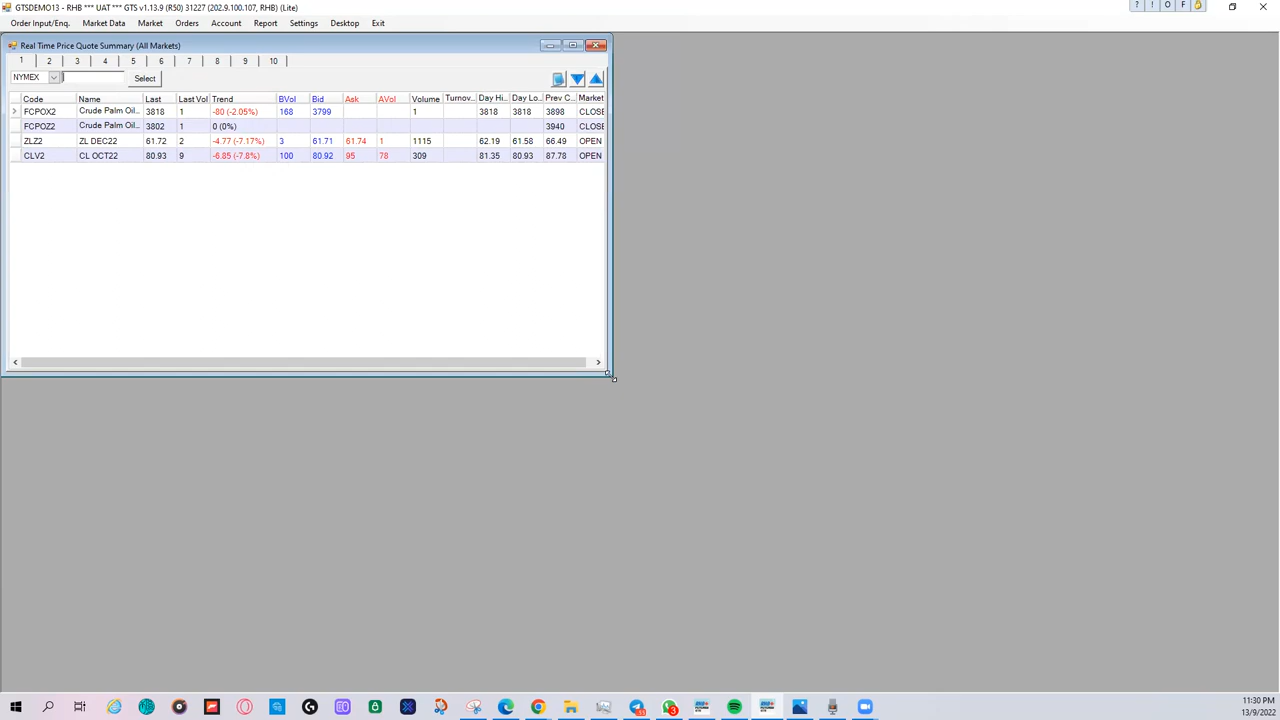 GTSDEMO13 - RHB *** UAT *** GTS v1.13.9 (R50) 31227 (202.9.100.107, RHB) (Lite) ? ! O F
Order Input/Enq. Market Data Market Orders Account Report Settings Desktop Exit
Real Time Price Quote Summary (All Markets)
1 2 3 4 5 6 7 8 9 10
NYMEX Select
Code Name Last Last Vol Trend BVol Bid Ask AVol Volume Turnov... Day Hi... Day Lo... Prev C... Market
FCPOX2 Crude Palm Oil... 3818 1 -80 (-2.05%) 168 3799 1 3818 3818 3898 CLOSE
FCPOZ2 Crude Palm Oil... 3802 1 0 (0%) 3940 CLOSE
ZLZ2 ZL DEC22 61.72 2 -4.77 (-7.17%) 3 61.71 61.74 1 1115 62.19 61.58 66.49 OPEN
CLV2 CL OCT22 80.93 9 -6.85 (-7.8%) 100 80.92 95 78 309 81.35 80.93 87.78 OPEN
11:30 PM
13/9/2022